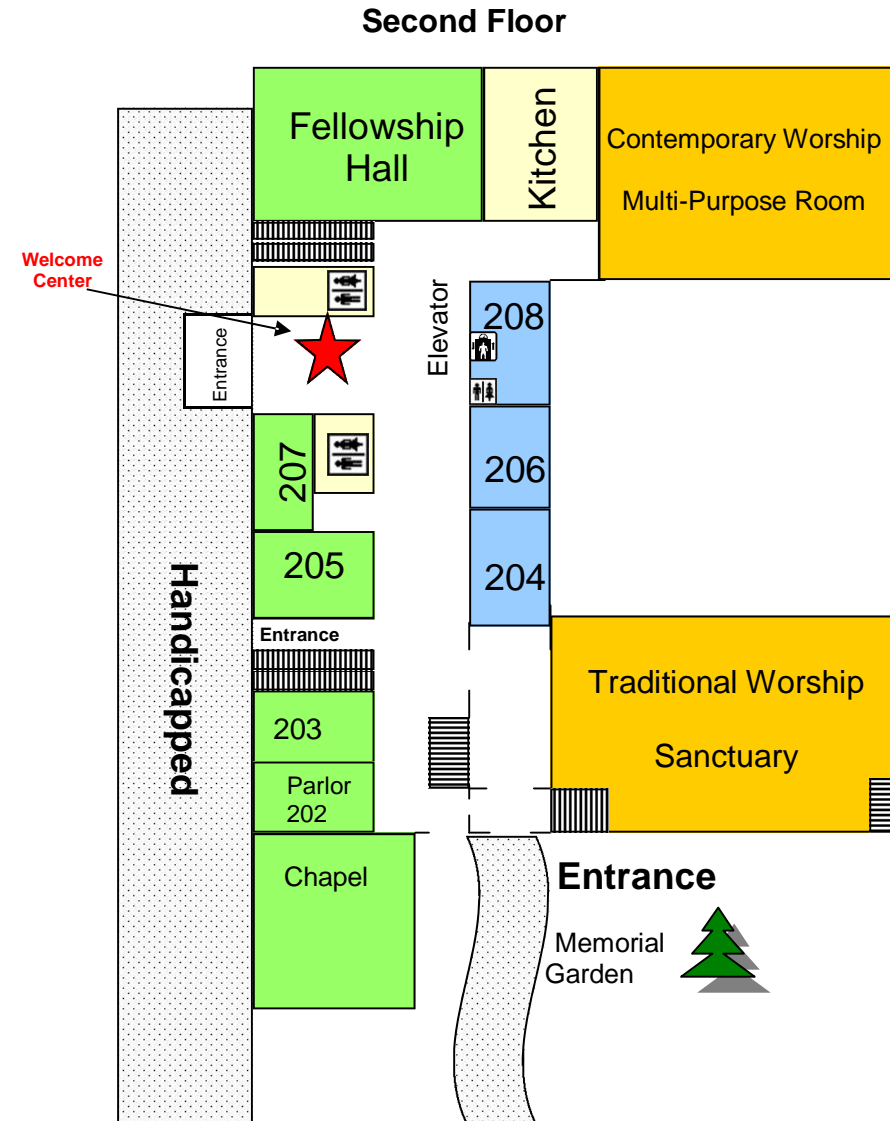 Second Floor
Fellowship
Hall
Kitchen
Contemporary Worship
Multi-Purpose Room
Welcome
Center
Elevator
208
Entrance
207
206
205
204
Entrance
Handicapped
203
Traditional Worship
Sanctuary
Parlor
202
Chapel
Entrance
Memorial
Garden